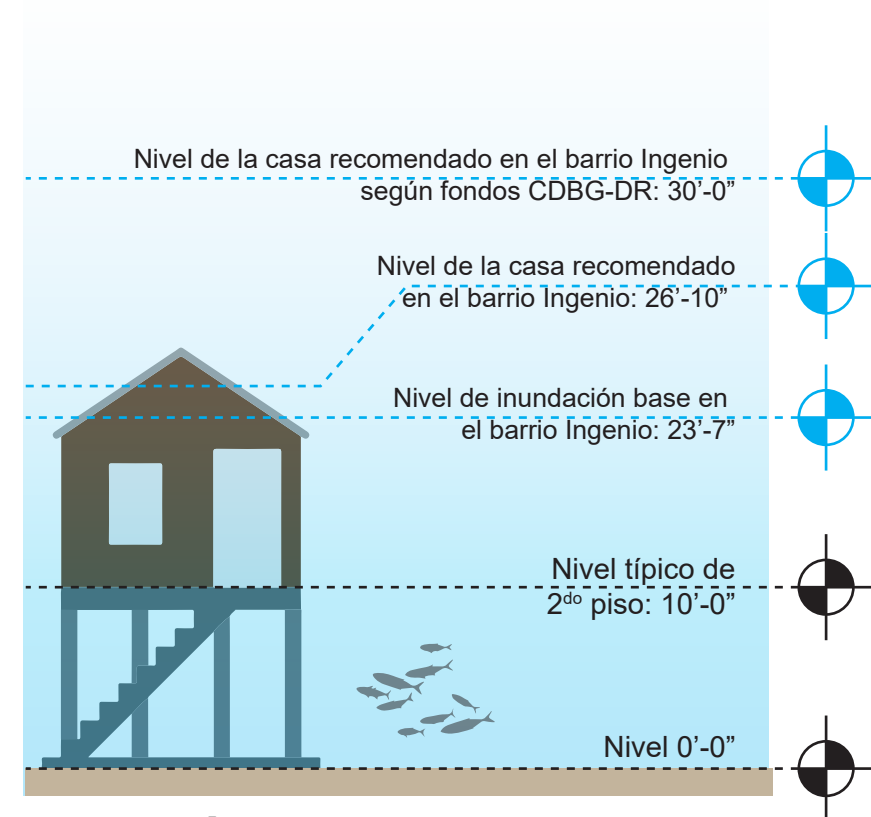 Nivel de la casa recomendado en el barrio Ingenio
según fondos CDBG-DR: 30’-0”
Nivel de la casa recomendado
en el barrio Ingenio: 26’-10”
Nivel de inundación base en
el barrio Ingenio: 23’-7”
Nivel típico de
2do piso: 10’-0”
Nivel 0’-0”